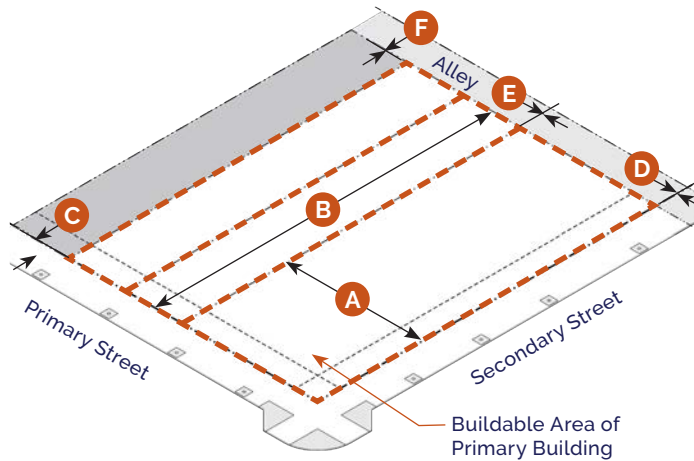 F
Alley
E
D
C
B
A
Primary Street
Secondary Street
Buildable Area of
Primary Building